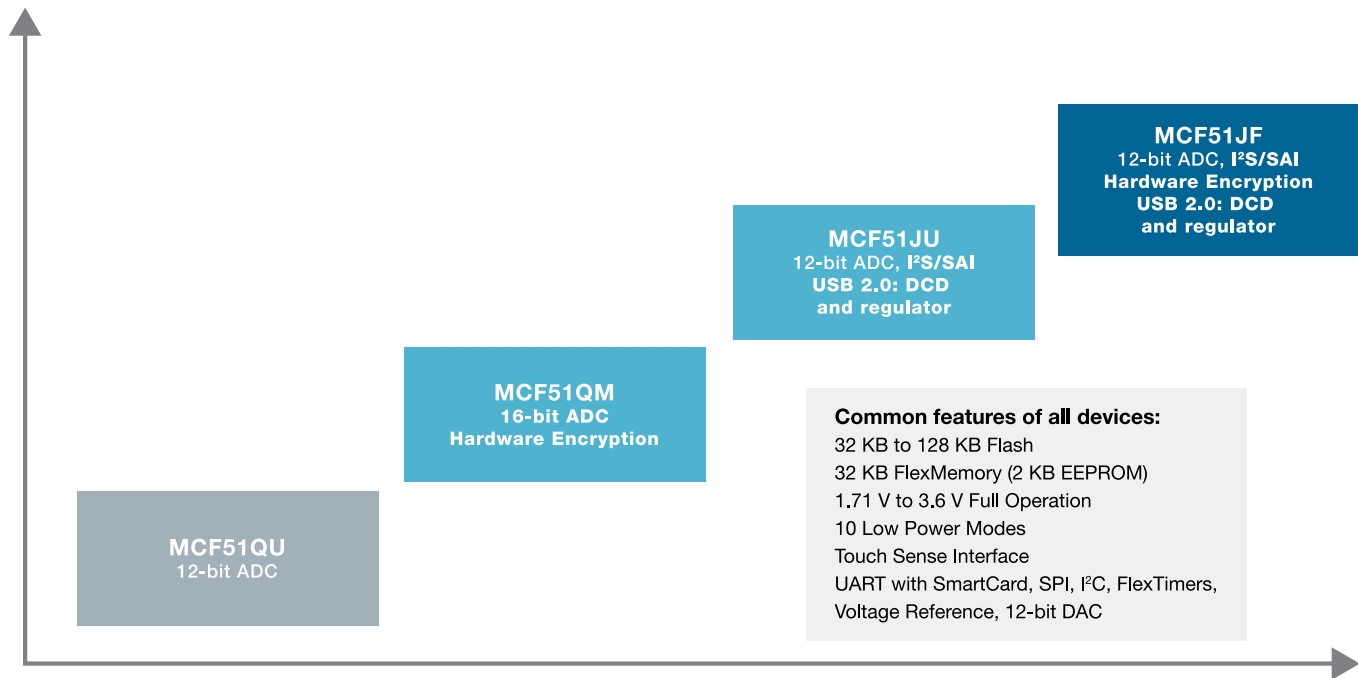 MCF51JF
12-bit ADC, I²S/SAI
Hardware Encryption
USB 2.0: DCD
and regulator
MCF51JU
12-bit ADC, I²S/SAI
USB 2.0: DCD
and regulator
MCF51QM
16-bit ADC
Hardware Encryption
MCF51QU
12-bit ADC
Common features of all devices:
32 KB to 128 KB Flash
32 KB FlexMemory (2 KB EEPROM)
1.71 V to 3.6 V Full Operation
10 Low Power Modes
Touch Sense Interface
UART with SmartCard, SPI, I²C, FlexTimers,
Voltage Reference, 12-bit DAC